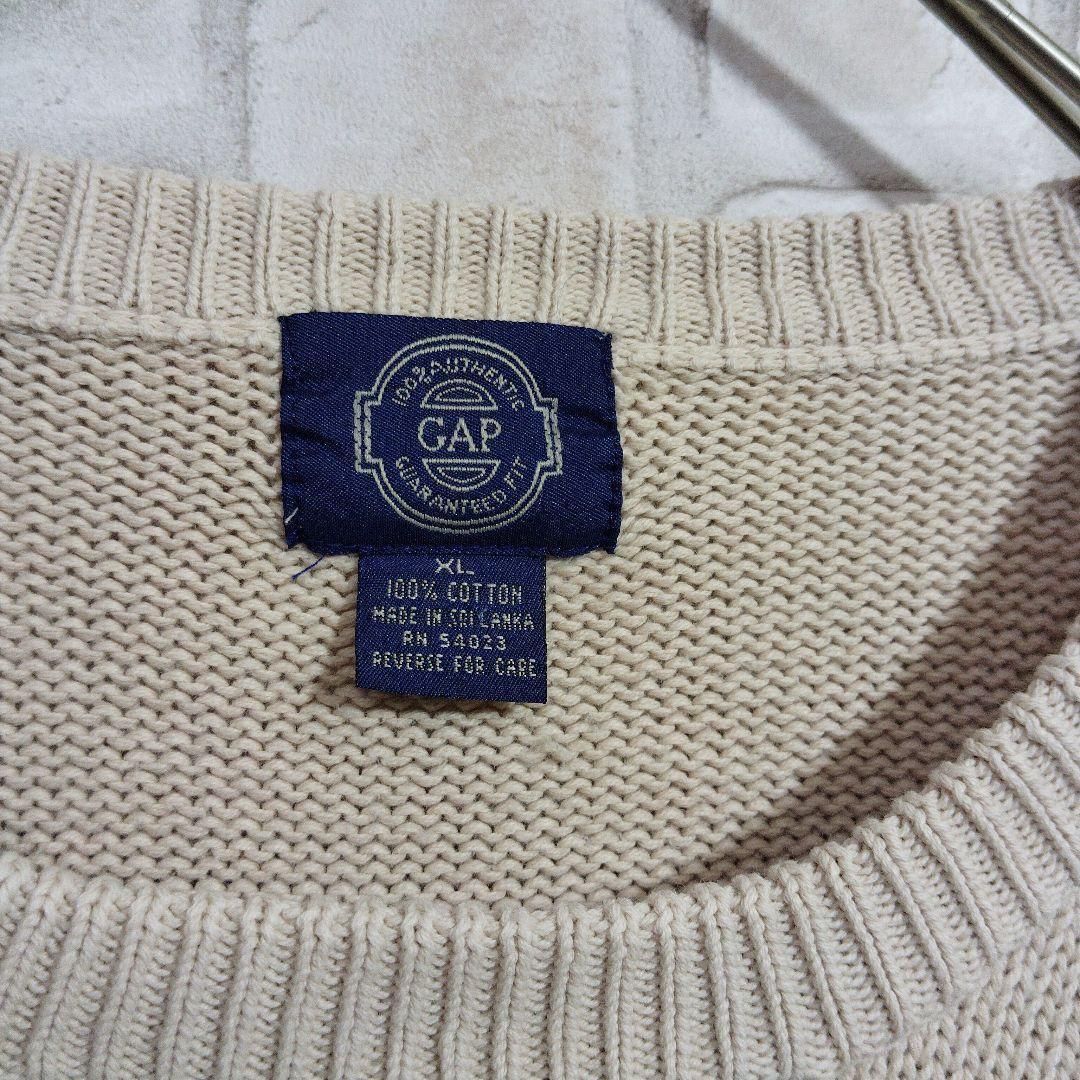 100% AUTHENTIC
GAP
GUARANTEED FIT
XL
100% COTTON
MADE IN SRI LANKA
RN 54023
REVERSE FOR CARE